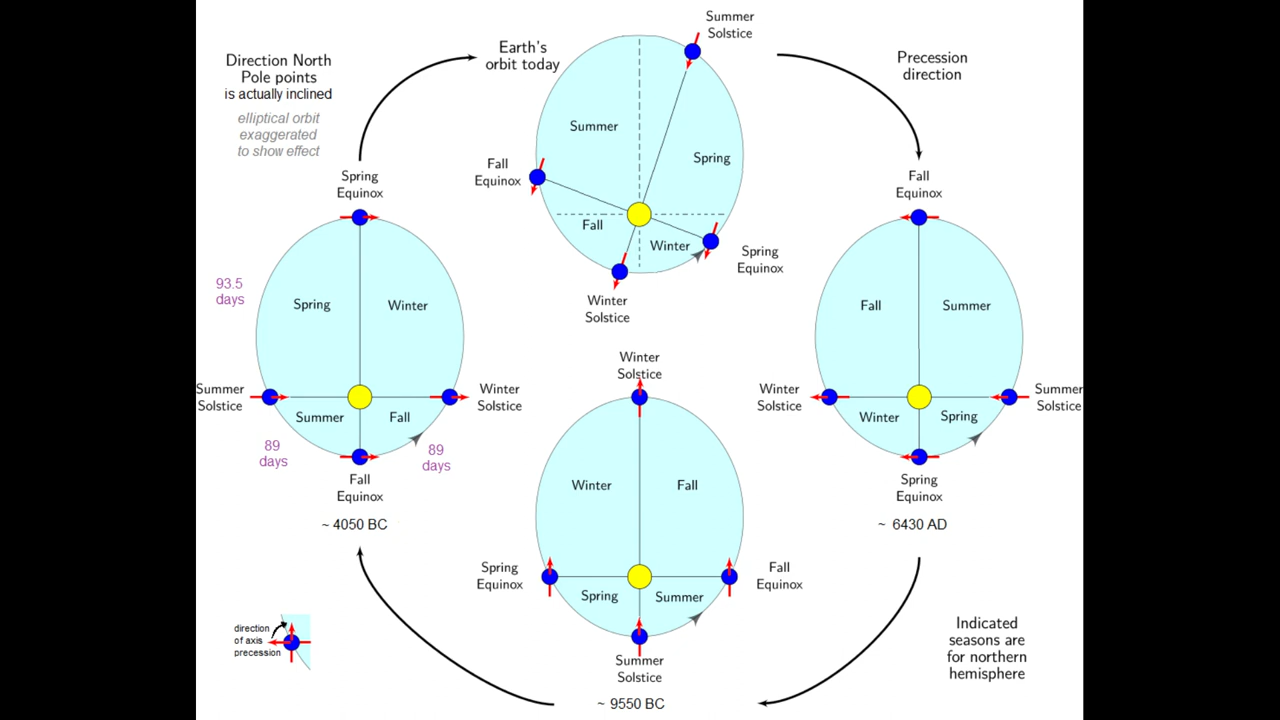 Direction North
Pole points
is actually inclined
elliptical orbit
exaggerated
to show effect
Earth's
orbit today
Summer
Solstice
Precession
direction
Summer
Spring
Fall
Equinox
Fall
Winter
Spring
Equinox
Winter
Solstice
Spring
Equinox
93.5
days
Spring
Winter
Summer
Solstice
Winter
Solstice
Summer
Fall
89
days
89
days
Fall
Equinox
~ 4050 BC
Fall
Equinox
Fall
Summer
Winter
Solstice
Summer
Solstice
Winter
Spring
Spring
Equinox
~ 6430 AD
Winter
Solstice
Winter
Fall
Spring
Equinox
Fall
Equinox
Spring
Summer
Summer
Solstice
~ 9550 BC
direction
of axis
precession
Indicated
seasons are
for northern
hemisphere